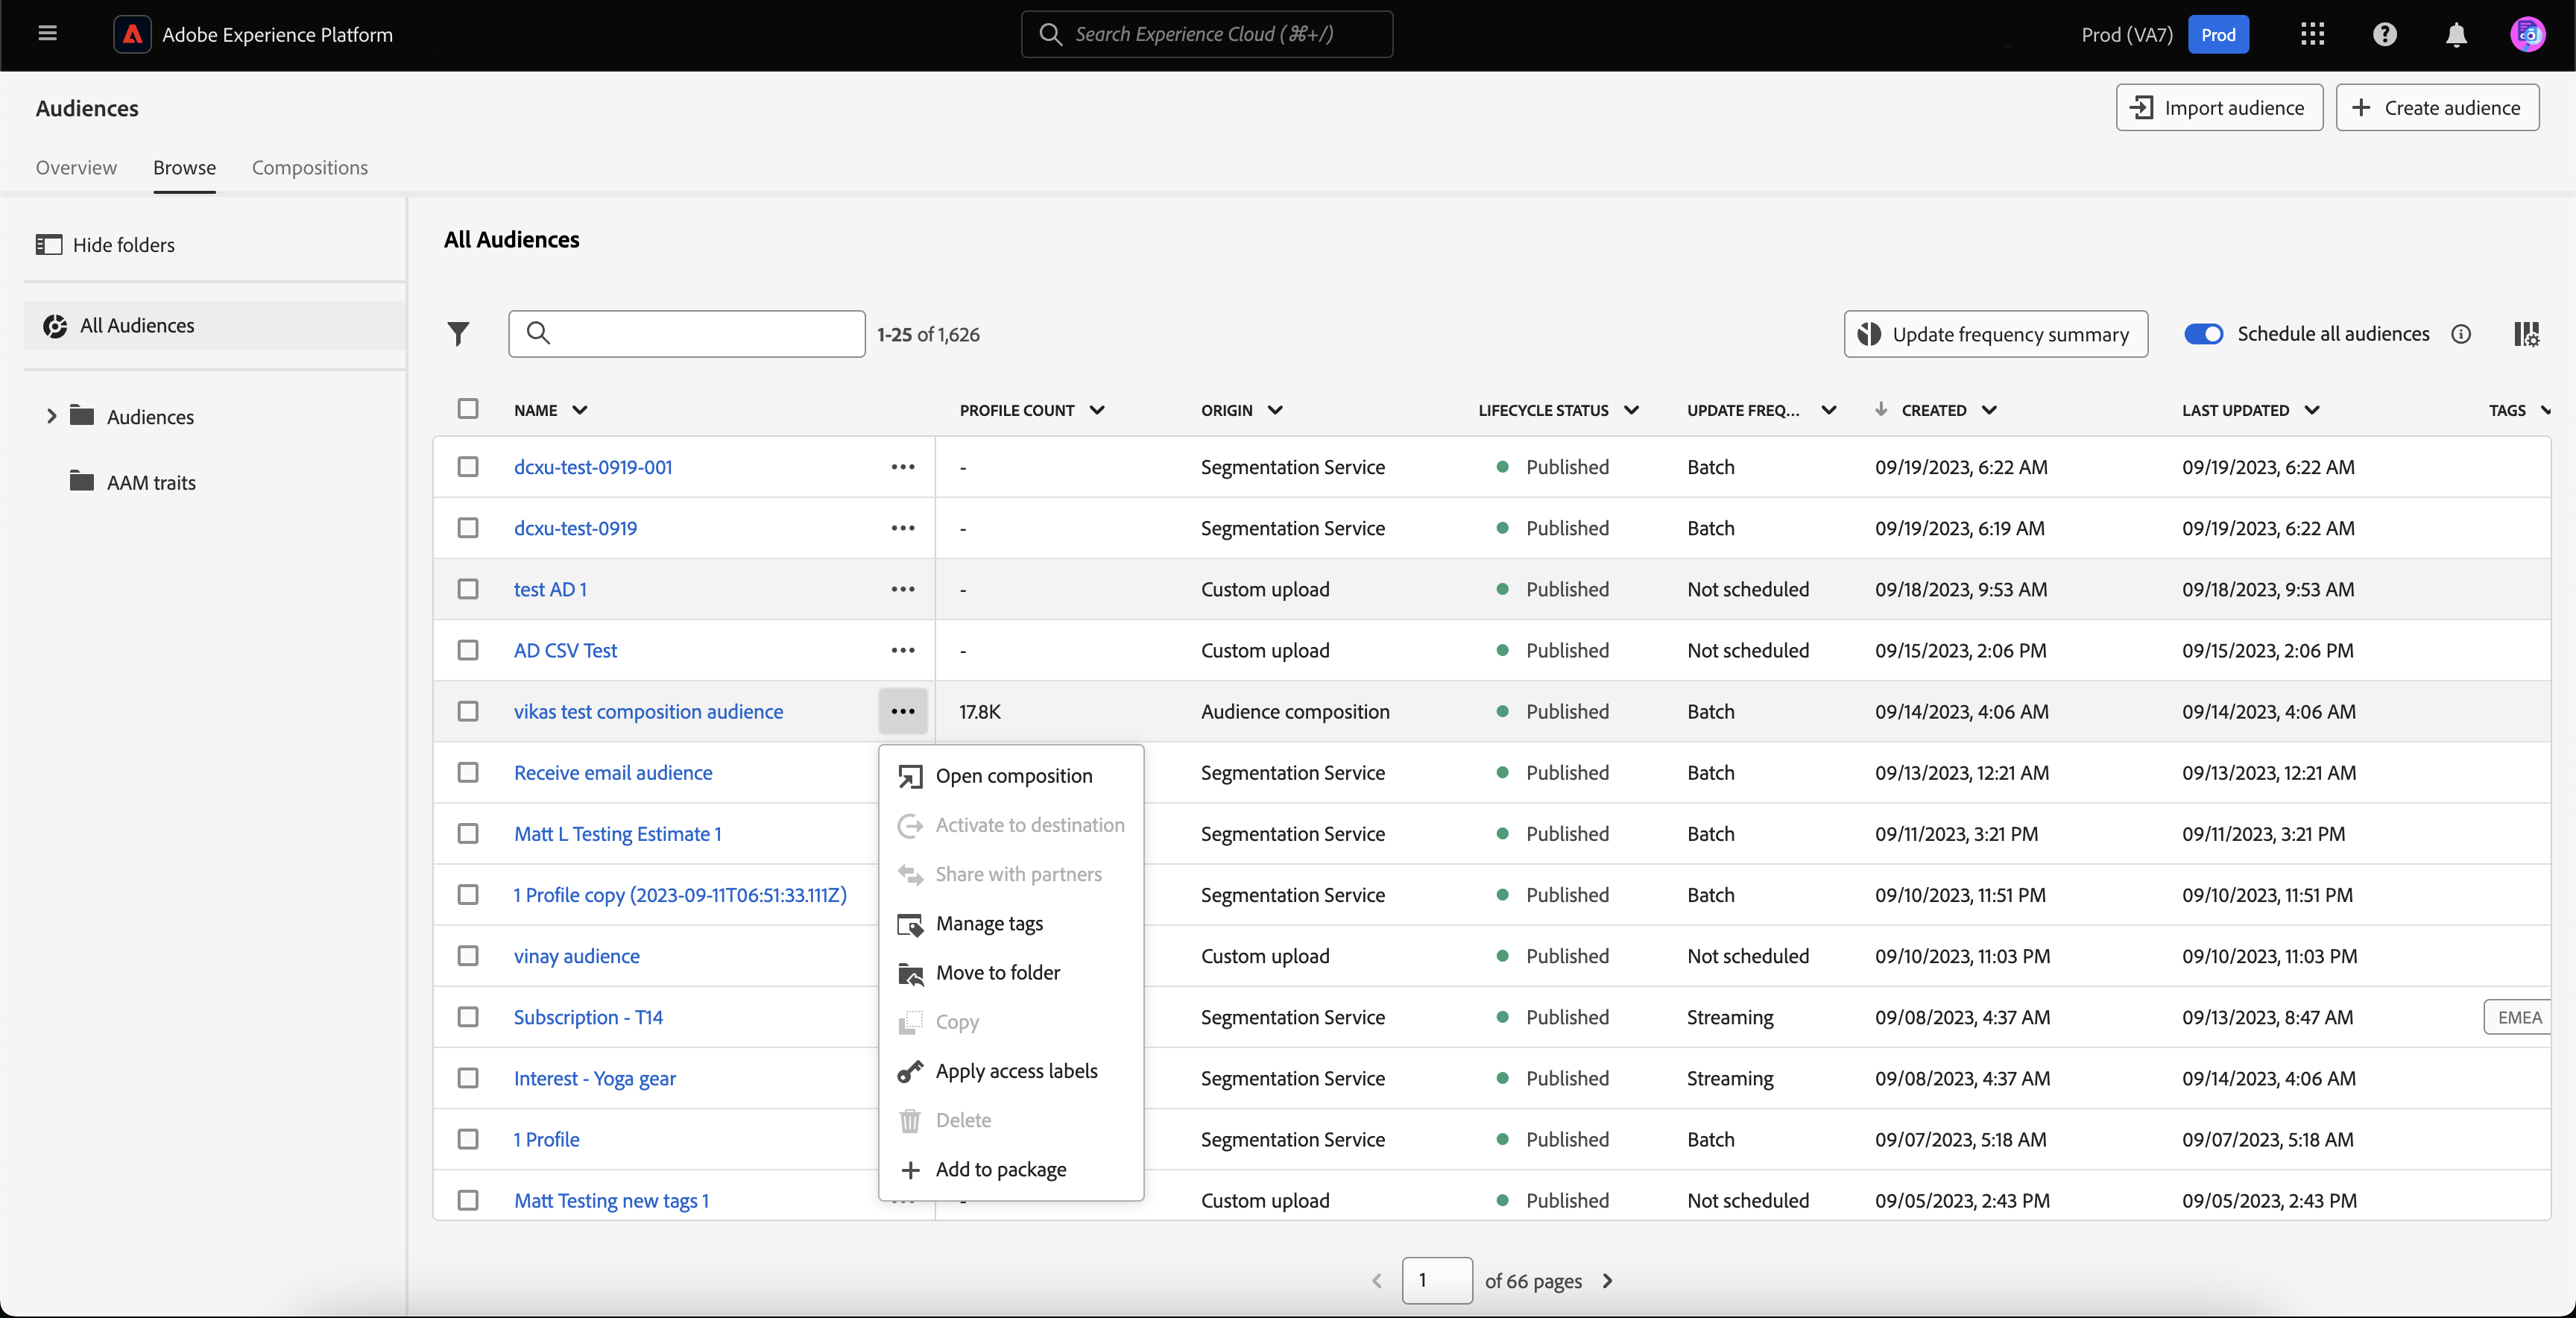 Adobe Experience Platform
Search Experience Cloud (⌘+/)
Prod (VA7)
Prod
Audiences
Import audience
Create audience
Overview
Browse
Compositions
Hide folders
All Audiences
Audiences
AAM traits
All Audiences
1-25 of 1,626
Update frequency summary
Schedule all audiences
NAME PROFILE COUNT ORIGIN LIFECYCLE STATUS UPDATE FREQ... CREATED LAST UPDATED TAGS
dcxu-test-0919-001 - Segmentation Service Published Batch 09/19/2023, 6:22 AM 09/19/2023, 6:22 AM
dcxu-test-0919 - Segmentation Service Published Batch 09/19/2023, 6:19 AM 09/19/2023, 6:22 AM
test AD 1 - Custom upload Published Not scheduled 09/18/2023, 9:53 AM 09/18/2023, 9:53 AM
AD CSV Test - Custom upload Published Not scheduled 09/15/2023, 2:06 PM 09/15/2023, 2:06 PM
vikas test composition audience 17.8K Audience composition Published Batch 09/14/2023, 4:06 AM 09/14/2023, 4:06 AM
Receive email audience Segmentation Service Published Batch 09/13/2023, 12:21 AM 09/13/2023, 12:21 AM
Matt L Testing Estimate 1 Segmentation Service Published Batch 09/11/2023, 3:21 PM 09/11/2023, 3:21 PM
1 Profile copy (2023-09-11T06:51:33.111Z) Segmentation Service Published Batch 09/10/2023, 11:51 PM 09/10/2023, 11:51 PM
vinay audience Custom upload Published Not scheduled 09/10/2023, 11:03 PM 09/10/2023, 11:03 PM
Subscription - T14 Segmentation Service Published Streaming 09/08/2023, 4:37 AM 09/13/2023, 8:47 AM EMEA
Interest - Yoga gear Segmentation Service Published Streaming 09/08/2023, 4:37 AM 09/14/2023, 4:06 AM
1 Profile Segmentation Service Published Batch 09/07/2023, 5:18 AM 09/07/2023, 5:18 AM
Matt Testing new tags 1 - Custom upload Published Not scheduled 09/05/2023, 2:43 PM 09/05/2023, 2:43 PM
Open composition
Activate to destination
Share with partners
Manage tags
Move to folder
Copy
Apply access labels
Delete
Add to package
1 of 66 pages